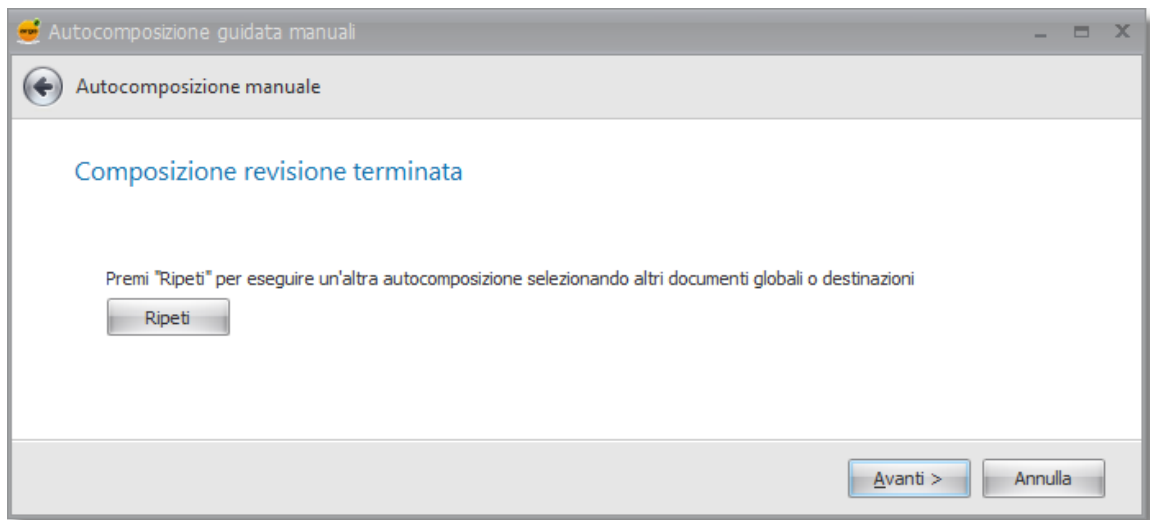 Autocomposizione guidata manuali
Autocomposizione manuale
Composizione revisione terminata
Premi "Ripeti" per eseguire un'altra autocomposizione selezionando altri documenti globali o destinazioni
Ripeti
Avanti >
Annulla